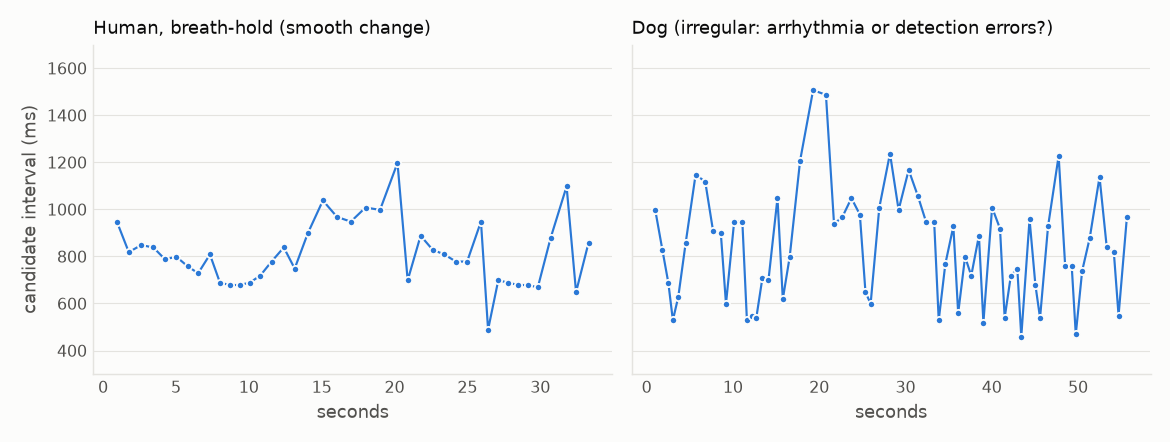 Human, breath-hold (smooth change)
Dog (irregular: arrhythmia or detection errors?)
candidate interval (ms)
1600
1400
1200
1000
800
600
400
0 5 10 15 20 25 30
0 10 20 30 40 50
seconds
seconds